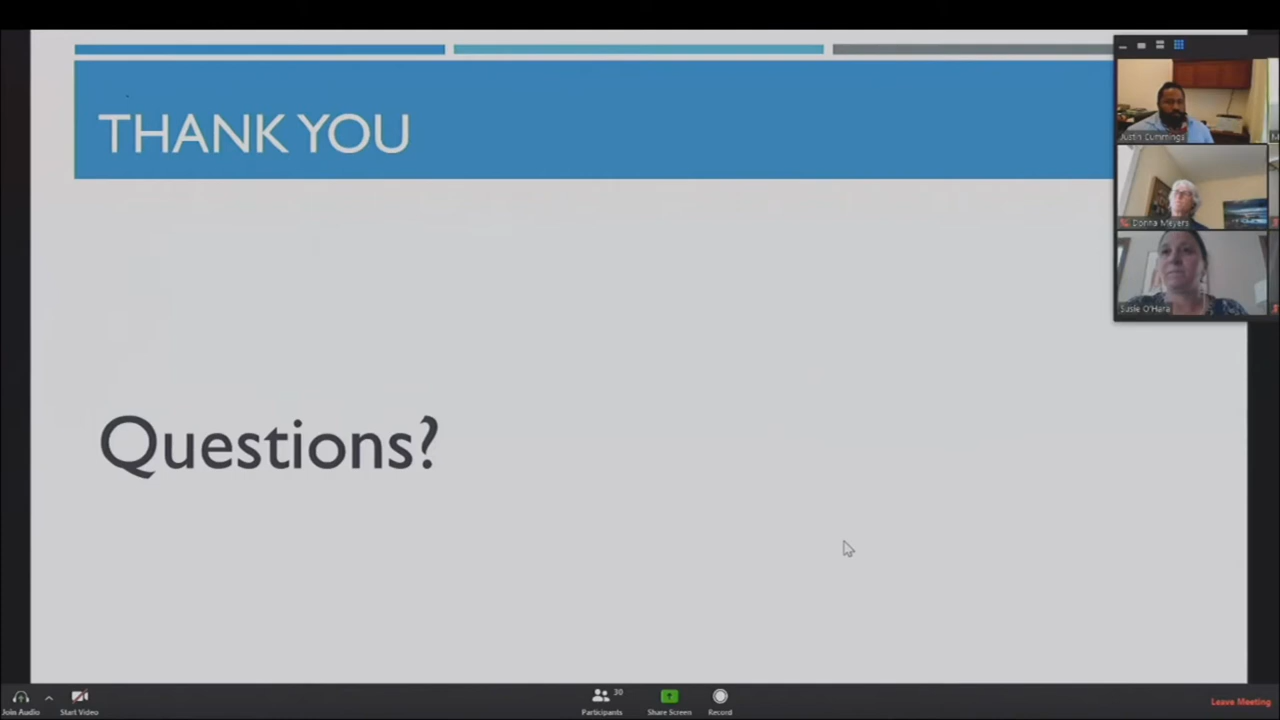 THANK YOU
Questions?
Justin Cummings
Donna Meyers
Susie O'Hara
Join Audio
Start Video
Participants
30
Share Screen
Record
Leave Meeting